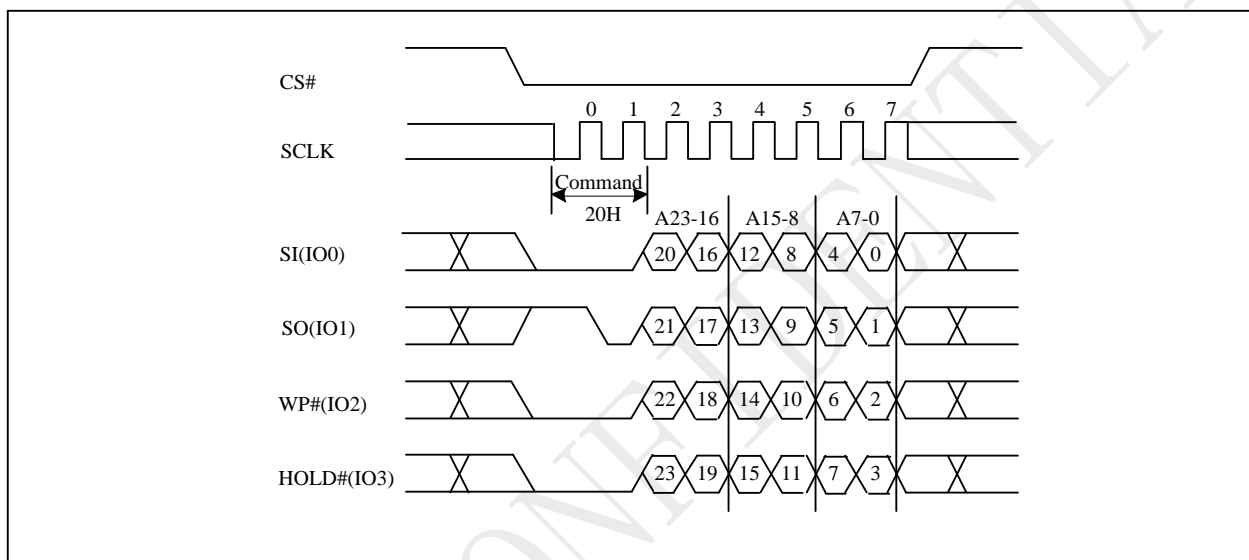 CS#
0 1 2 3 4 5 6 7
SCLK
Command
20H
A23-16 A15-8 A7-0
SI(IO0) 20 16 12 8 4 0
SO(IO1) 21 17 13 9 5 1
WP#(IO2) 22 18 14 10 6 2
HOLD#(IO3) 23 19 15 11 7 3
CONFIDENTIA